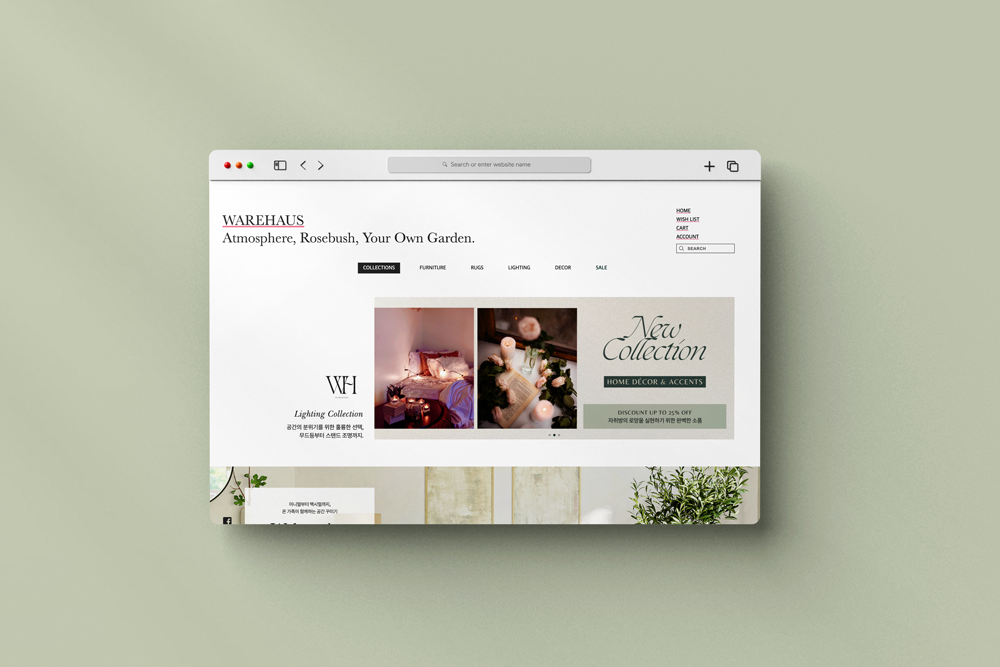 Search or enter website name
WAREHAUS
Atmosphere, Rosebush, Your Own Garden.
HOME
WISH LIST
CART
ACCOUNT
SEARCH
COLLECTIONS
FURNITURE
RUGS
LIGHTING
DECOR
SALE
WH
Lighting Collection
공간의 분위기를 위한 훌륭한 선택,
무드등부터 스탠드 조명까지.
New
Collection
HOME DÉCOR & ACCENTS
DISCOUNT UP TO 25% OFF
자취방의 로망을 실현하기 위한 완벽한 소품
미니멀부터 맥시멀까지,
온 가족이 함께하는 공간 꾸미기